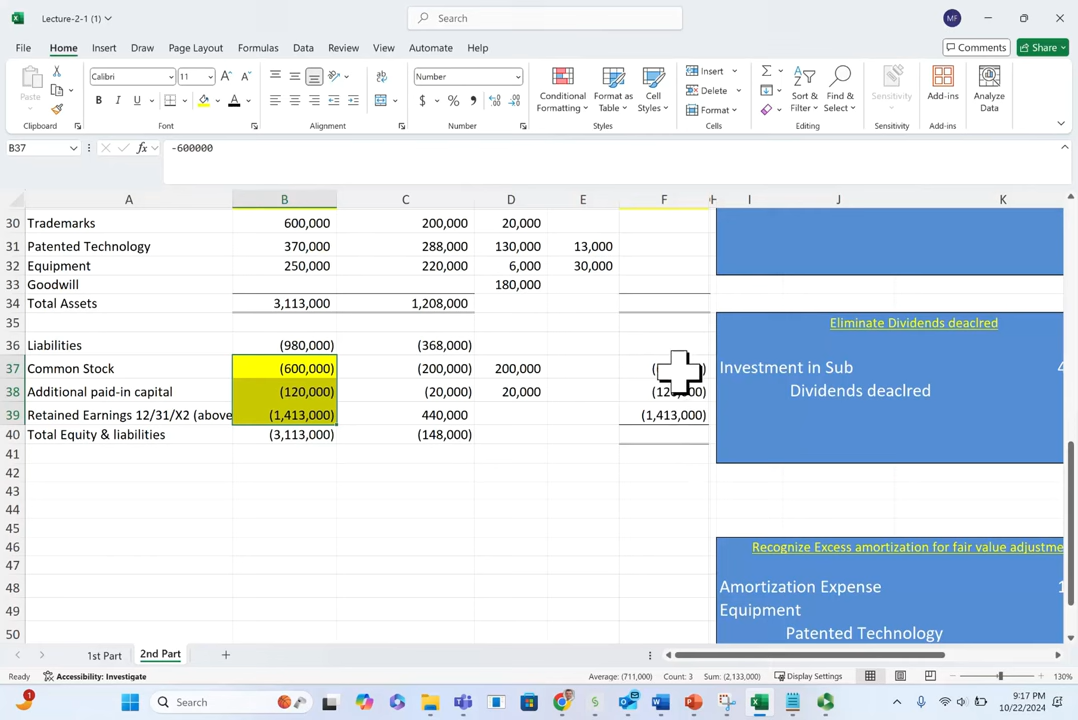 Lecture-2-1 (1)
Search
MF
File Home Insert Draw Page Layout Formulas Data Review View Automate Help
Comments Share
Paste
Calibri 11
B I U
Number
$ %
Conditional Formatting
Format as Table
Cell Styles
Insert
Delete
Format
Sort & Filter
Find & Select
Sensitivity
Add-ins
Analyze Data
Clipboard Font Alignment Number Styles Cells Editing Sensitivity Add-ins
B37 fx -600000
A B C D E F H I J K
30 Trademarks 600,000 200,000 20,000
31 Patented Technology 370,000 288,000 130,000 13,000
32 Equipment 250,000 220,000 6,000 30,000
33 Goodwill 180,000
34 Total Assets 3,113,000 1,208,000
35
Eliminate Dividends deaclred
36 Liabilities (980,000) (368,000)
37 Common Stock (600,000) (200,000) 200,000
Investment in Sub 4
38 Additional paid-in capital (120,000) (20,000) 20,000
Dividends deaclred
39 Retained Earnings 12/31/X2 (above (1,413,000) 440,000 (1,413,000)
40 Total Equity & liabilities (3,113,000) (148,000)
41
42
43
44
45
46
Recognize Excess amortization for fair value adjustme
47
48
Amortization Expense 1
49
Equipment
50
Patented Technology
1st Part 2nd Part
Ready Accessibility: Investigate Average: (711,000) Count: 3 Sum: (2,133,000) Display Settings 130%
1
Search
9:17 PM
10/22/2024